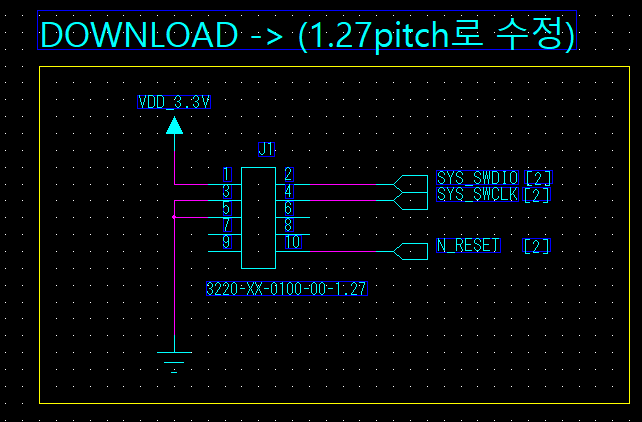 DOWNLOAD -> (1.27pitch로 수정)
VDD_3.3V
J1
1 2 SYS_SWDIO [2]
3 4 SYS_SWCLK [2]
5 6
7 8
9 10 N_RESET [2]
3220-XX-0100-00-1.27